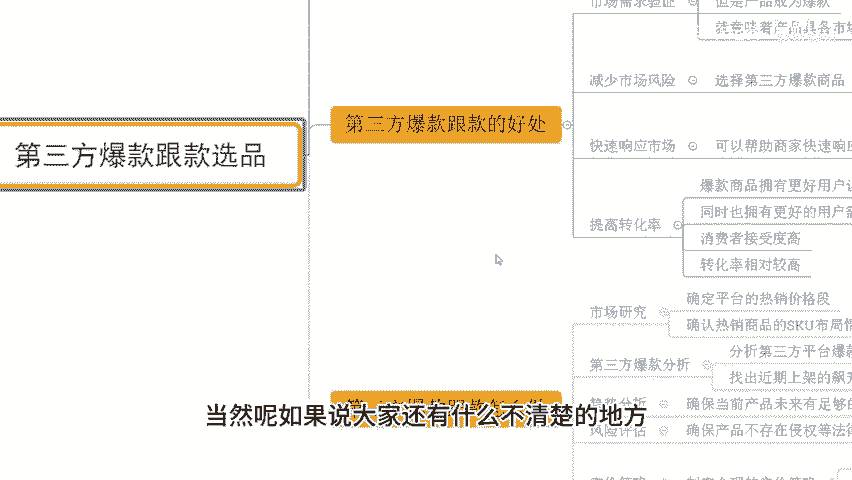 市场需求验证
但是产品成为爆款
就意味着产品具备市场
减少市场风险
选择第三方爆款商品
第三方爆款跟款的好处
快速响应市场
可以帮助商家快速响应
第三方爆款跟款选品
爆款商品拥有更好用户认
同时也拥有更好的用户需
提高转化率
消费者接受度高
转化率相对较高
市场研究
确定平台的热销价格段
确认热销商品的SKU布局情
第三方爆款分析
分析第三方平台爆款
找出近期上架的飙升
确保当前产品未来有足够的
当然呢如果说大家还有什么不清楚的地方
风险评估
确保产品不存在侵权等法律